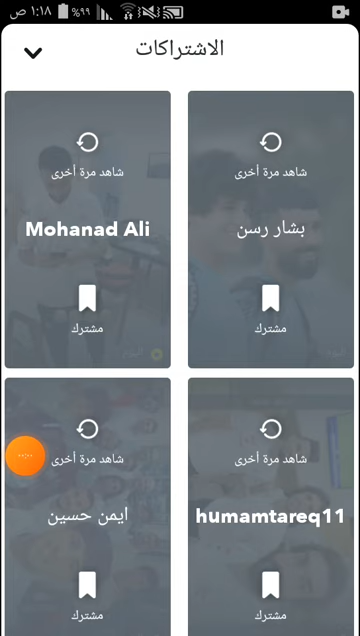 ١:١٨ ص
%٩٩
الاشتراكات
شاهد مرة أخرى
بشار رسن
مشترك
شاهد مرة أخرى
Mohanad Ali
مشترك
شاهد مرة أخرى
humamtareq11
مشترك
شاهد مرة أخرى
ايمن حسين
مشترك